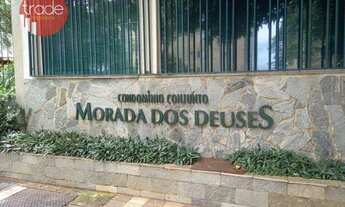 trade
CONDOMÍNIO CONJUNTO
MORADA DOS DEUSES